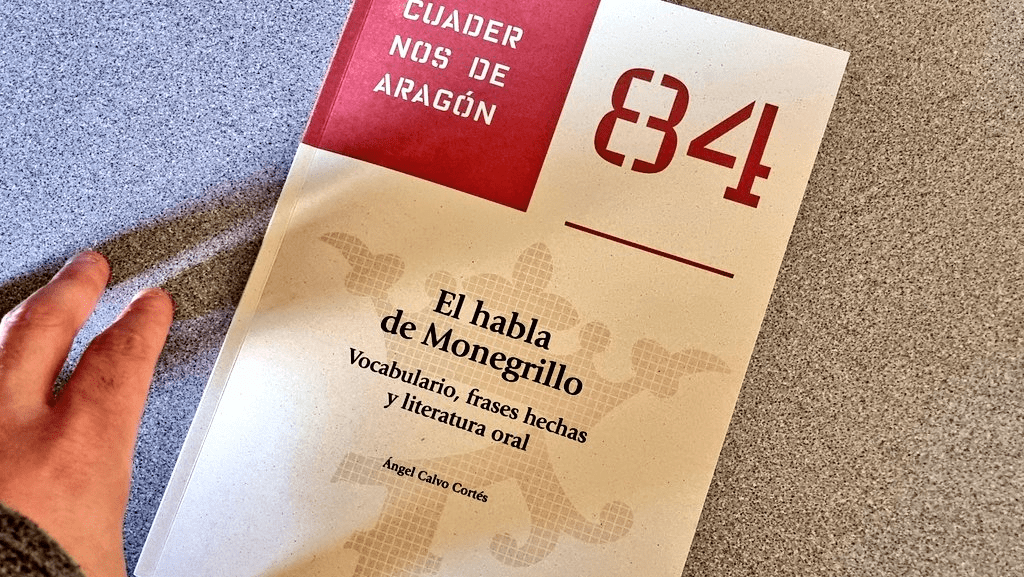 CUADER
NOS DE
ARAGÓN
84
El habla
de Monegrillo
Vocabulario, frases hechas
y literatura oral
Ángel Calvo Cortés